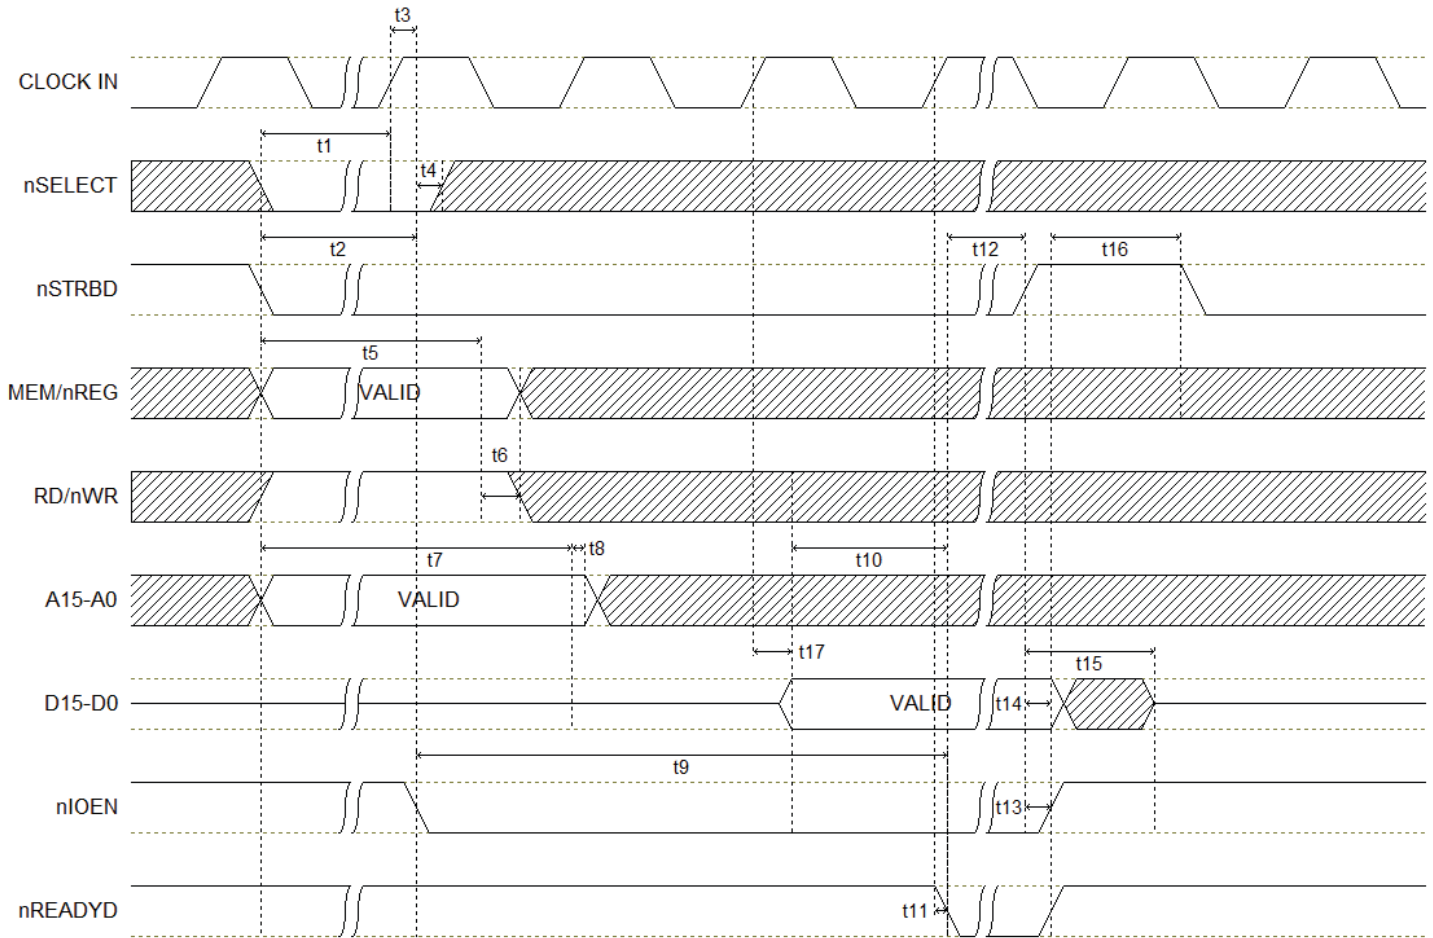 t3
CLOCK IN
t1
nSELECT
t4
t2
t12
t16
nSTRBD
t5
MEM/nREG
VALID
t6
RD/nWR
t7
t8
t10
A15-A0
VALID
t17
t15
D15-D0
VALID
t14
t9
nIOEN
t13
nREADYD
t11